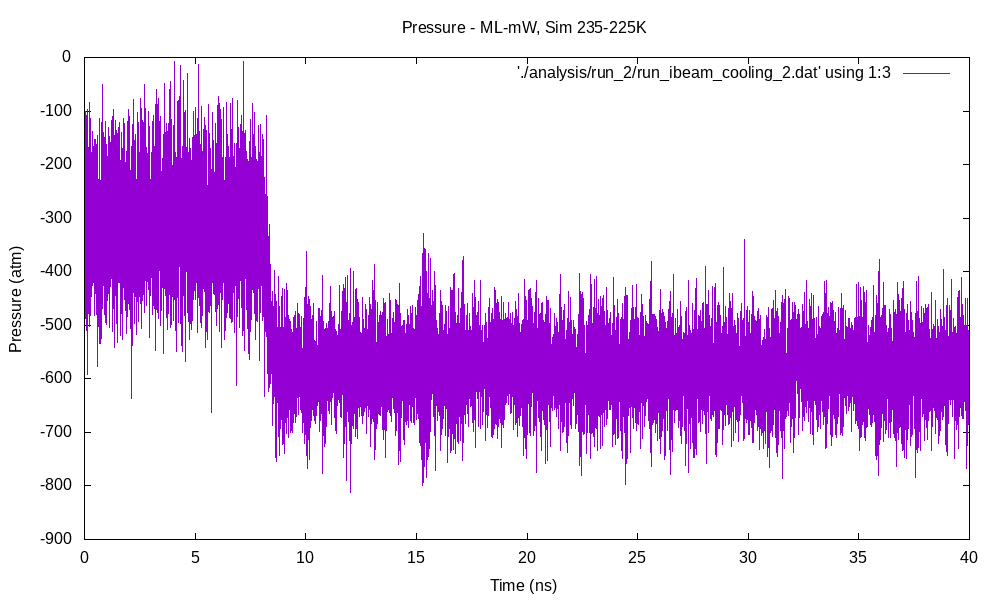 Pressure - ML-mW, Sim 235-225K
'./analysis/run_2/run_ibeam_cooling_2.dat' using 1:3
Pressure (atm)
0
-100
-200
-300
-400
-500
-600
-700
-800
-900
0 5 10 15 20 25 30 35 40
Time (ns)